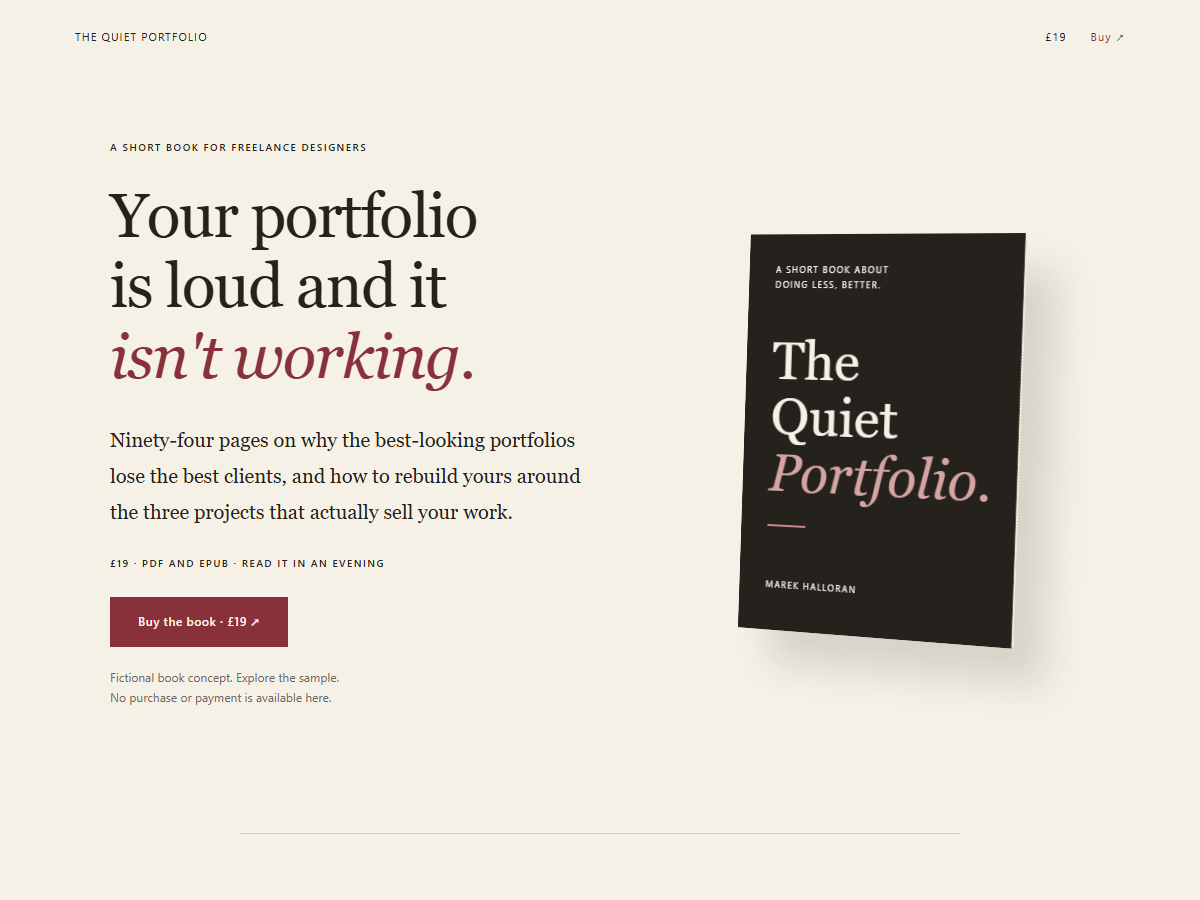 THE QUIET PORTFOLIO
£19
Buy ↗
A SHORT BOOK FOR FREELANCE DESIGNERS
Your portfolio
is loud and it
isn't working.
Ninety-four pages on why the best-looking portfolios
lose the best clients, and how to rebuild yours around
the three projects that actually sell your work.
£19 · PDF AND EPUB · READ IT IN AN EVENING
Buy the book · £19 ↗
Fictional book concept. Explore the sample.
No purchase or payment is available here.
A SHORT BOOK ABOUT
DOING LESS, BETTER.
The
Quiet
Portfolio.
MAREK HALLORAN